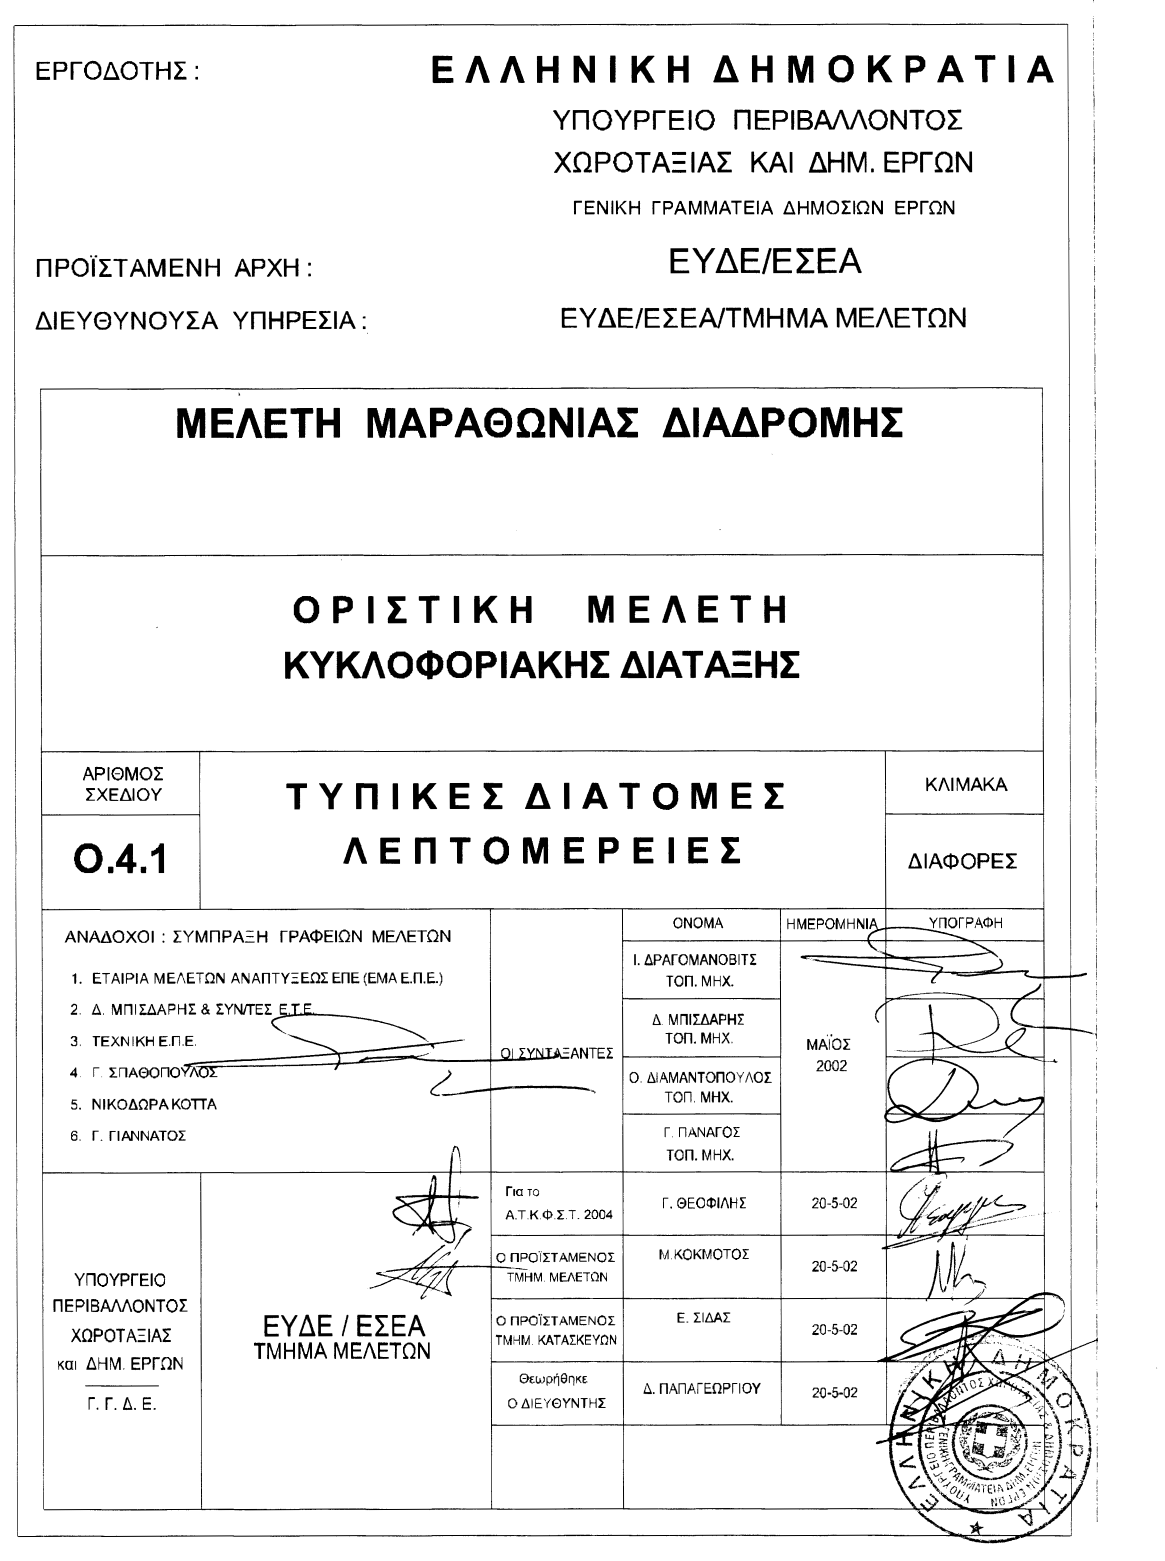 ΕΡΓΟΔΟΤΗΣ :
ΕΛΛΗΝΙΚΗ ΔΗΜΟΚΡΑΤΙΑ
ΥΠΟΥΡΓΕΙΟ ΠΕΡΙΒΑΛΛΟΝΤΟΣ
ΧΩΡΟΤΑΞΙΑΣ ΚΑΙ ΔΗΜ. ΕΡΓΩΝ
ΓΕΝΙΚΗ ΓΡΑΜΜΑΤΕΙΑ ΔΗΜΟΣΙΩΝ ΕΡΓΩΝ
ΠΡΟΪΣΤΑΜΕΝΗ ΑΡΧΗ :
ΕΥΔΕ/ΕΣΕΑ
ΔΙΕΥΘΥΝΟΥΣΑ ΥΠΗΡΕΣΙΑ :
ΕΥΔΕ/ΕΣΕΑ/ΤΜΗΜΑ ΜΕΛΕΤΩΝ
ΜΕΛΕΤΗ ΜΑΡΑΘΩΝΙΑΣ ΔΙΑΔΡΟΜΗΣ
ΟΡΙΣΤΙΚΗ ΜΕΛΕΤΗ
ΚΥΚΛΟΦΟΡΙΑΚΗΣ ΔΙΑΤΑΞΗΣ
ΑΡΙΘΜΟΣ
ΣΧΕΔΙΟΥ
Ο.4.1
ΤΥΠΙΚΕΣ ΔΙΑΤΟΜΕΣ
ΛΕΠΤΟΜΕΡΕΙΕΣ
ΚΛΙΜΑΚΑ
ΔΙΑΦΟΡΕΣ
ΑΝΑΔΟΧΟΙ : ΣΥΜΠΡΑΞΗ ΓΡΑΦΕΙΩΝ ΜΕΛΕΤΩΝ
1. ΕΤΑΙΡΙΑ ΜΕΛΕΤΩΝ ΑΝΑΠΤΥΞΕΩΣ ΕΠΕ (ΕΜΑ Ε.Π.Ε.)
2. Δ. ΜΠΙΣΔΑΡΗΣ & ΣΥΝ/ΤΕΣ Ε.Τ.Ε.
3. ΤΕΧΝΙΚΗ Ε.Π.Ε.
4. Γ. ΣΠΑΘΟΠΟΥΛΟΣ
5. ΝΙΚΟΔΩΡΑ ΚΟΤΤΑ
6. Γ. ΓΙΑΝΝΑΤΟΣ
ΟΙ ΣΥΝΤΑΞΑΝΤΕΣ
ΟΝΟΜΑ
ΗΜΕΡΟΜΗΝΙΑ
ΥΠΟΓΡΑΦΗ
Ι. ΔΡΑΓΟΜΑΝΟΒΙΤΣ
ΤΟΠ. ΜΗΧ.
Δ. ΜΠΙΣΔΑΡΗΣ
ΤΟΠ. ΜΗΧ.
Ο. ΔΙΑΜΑΝΤΟΠΟΥΛΟΣ
ΤΟΠ. ΜΗΧ.
Γ. ΠΑΝΑΓΟΣ
ΤΟΠ. ΜΗΧ.
ΜΑΪΟΣ
2002
ΥΠΟΥΡΓΕΙΟ
ΠΕΡΙΒΑΛΛΟΝΤΟΣ
ΧΩΡΟΤΑΞΙΑΣ
και ΔΗΜ. ΕΡΓΩΝ
Γ. Γ. Δ. Ε.
ΕΥΔΕ / ΕΣΕΑ
ΤΜΗΜΑ ΜΕΛΕΤΩΝ
Για το
Α.Τ.Κ.Φ.Σ.Τ. 2004
Γ. ΘΕΟΦΙΛΗΣ
20-5-02
Ο ΠΡΟΪΣΤΑΜΕΝΟΣ
ΤΜΗΜ. ΜΕΛΕΤΩΝ
Μ. ΚΟΚΜΟΤΟΣ
20-5-02
Ο ΠΡΟΪΣΤΑΜΕΝΟΣ
ΤΜΗΜ. ΚΑΤΑΣΚΕΥΩΝ
Ε. ΣΙΔΑΣ
20-5-02
Θεωρήθηκε
Ο ΔΙΕΥΘΥΝΤΗΣ
Δ. ΠΑΠΑΓΕΩΡΓΙΟΥ
20-5-02
ΕΛΛΗΝΙΚΗ ΔΗΜΟΚΡΑΤΙΑ